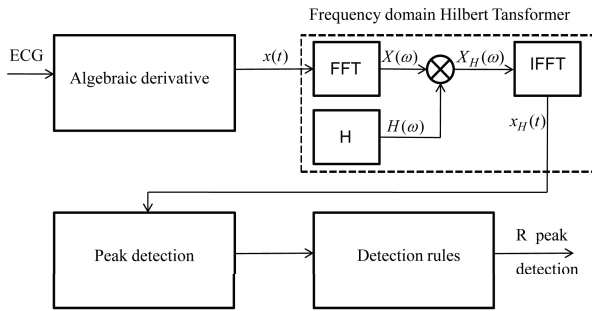 Frequency domain Hilbert Tansformer
ECG
Algebraic derivative
x(t)
FFT
X(ω)
X_H(ω)
IFFT
H
H(ω)
x_H(t)
Peak detection
Detection rules
R peak
detection